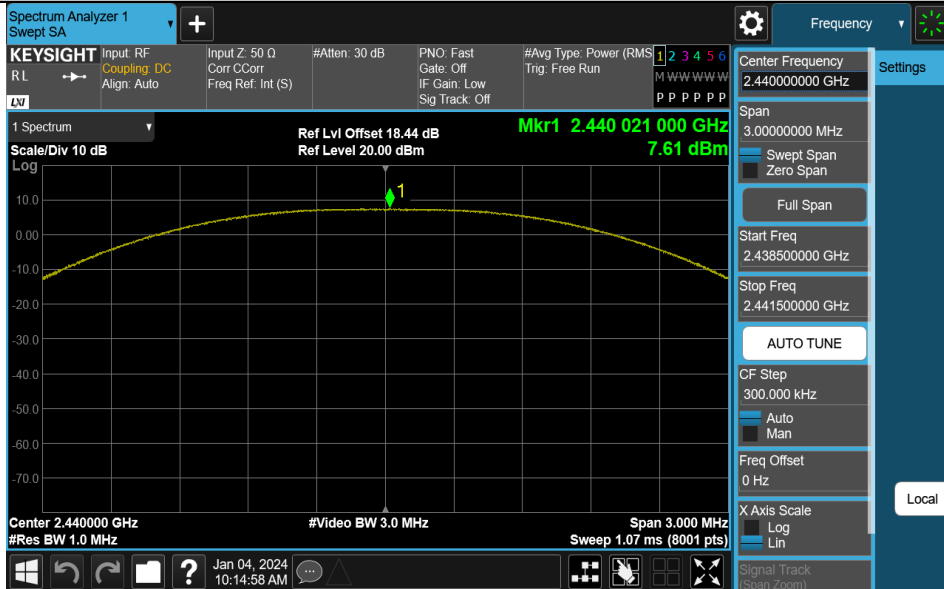 Spectrum Analyzer 1
Swept SA
+
Frequency
KEYSIGHT
RL
LXI
Input: RF
Coupling: DC
Align: Auto
Input Z: 50 Ω
Corr CCorr
Freq Ref: Int (S)
#Atten: 30 dB
PNO: Fast
Gate: Off
IF Gain: Low
Sig Track: Off
#Avg Type: Power (RMS
Trig: Free Run
1 2 3 4 5 6
M W W W W W
P P P P P P
1 Spectrum
Scale/Div 10 dB
Log
Ref Lvl Offset 18.44 dB
Ref Level 20.00 dBm
Mkr1 2.440 021 000 GHz
7.61 dBm
1
10.0
0.00
-10.0
-20.0
-30.0
-40.0
-50.0
-60.0
-70.0
Center 2.440000 GHz
#Video BW 3.0 MHz
Span 3.000 MHz
#Res BW 1.0 MHz
Sweep 1.07 ms (8001 pts)
?
Jan 04, 2024
10:14:58 AM
Center Frequency
2.440000000 GHz
Span
3.00000000 MHz
Swept Span
Zero Span
Full Span
Start Freq
2.438500000 GHz
Stop Freq
2.441500000 GHz
AUTO TUNE
CF Step
300.000 kHz
Auto
Man
Freq Offset
0 Hz
X Axis Scale
Log
Lin
Signal Track
(Span Zoom)
Settings
Local